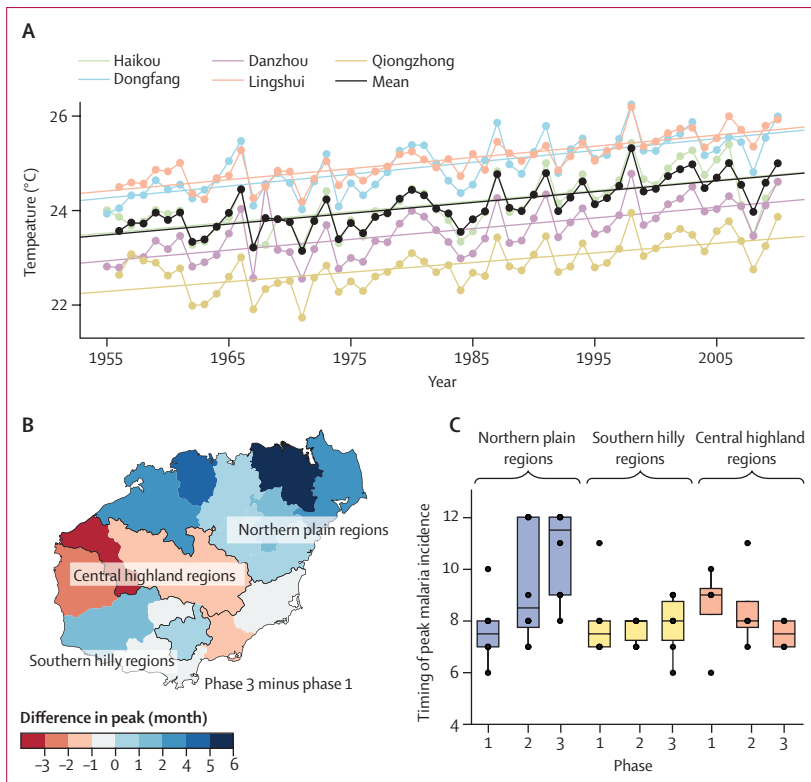 A
Haikou
Danzhou
Qiongzhong
Dongfang
Lingshui
Mean
26
24
22
Tempeature (°C)
1955
1965
1975
1985
1995
2005
Year
B
Northern plain regions
Central highland regions
Southern hilly regions
Phase 3 minus phase 1
Difference in peak (month)
–3 –2 –1 0 1 2 4 5 6
C
Northern plain regions
Southern hilly regions
Central highland regions
12
10
8
6
4
Timing of peak malaria incidence
1 2 3 1 2 3 1 2 3
Phase